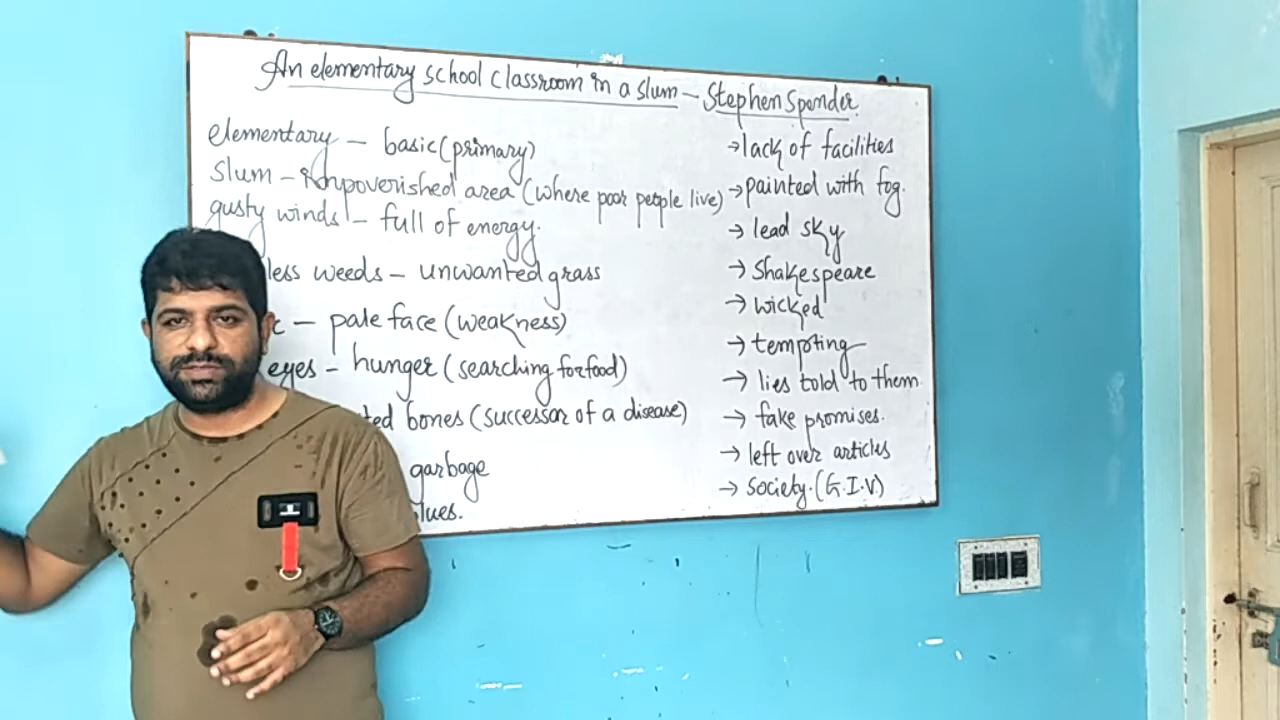 An elementary school classroom in a slum - Stephen Spender
elementary - basic (primary)
slum - impoverished area (where poor people live)
gusty winds - full of energy.
less weeds - unwanted grass
- pale face (weakness)
eyes - hunger (searching for food)
ted bones (successor of a disease)
garbage
lues.
→ lack of facilities
→ painted with fog.
→ lead sky
→ Shakespeare
→ wicked
→ tempting
→ lies told to them
→ fake promises.
→ left over articles
→ society. (G.I.V)